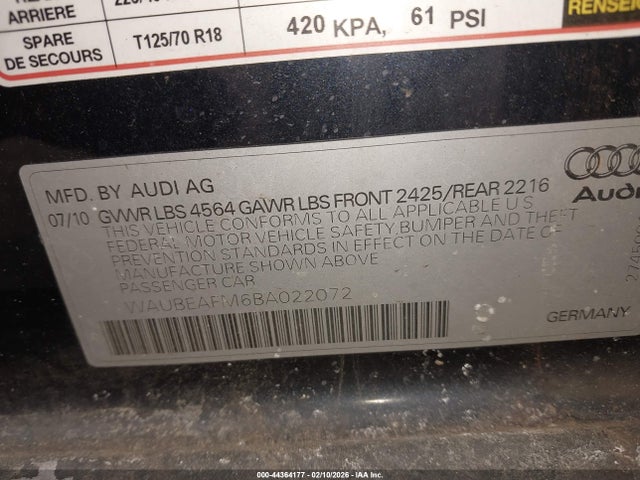 ARRIERE
SPARE
DE SECOURS
T125/70 R18
420 KPA, 61 PSI
MFD. BY AUDI AG
07/10 GVWR LBS 4564 GAWR LBS FRONT 2425/REAR 2216
THIS VEHICLE CONFORMS TO ALL APPLICABLE U S
FEDERAL MOTOR VEHICLE SAFETY, BUMPER AND THEFT
PREVENTION STANDARDS IN EFFECT ON THE DATE OF
MANUFACTURE SHOWN ABOVE
PASSENGER CAR
WAUBEAFM6BA022072
Audi
GERMANY
000-44364177 - 02/10/2026 - IAAC Inc.